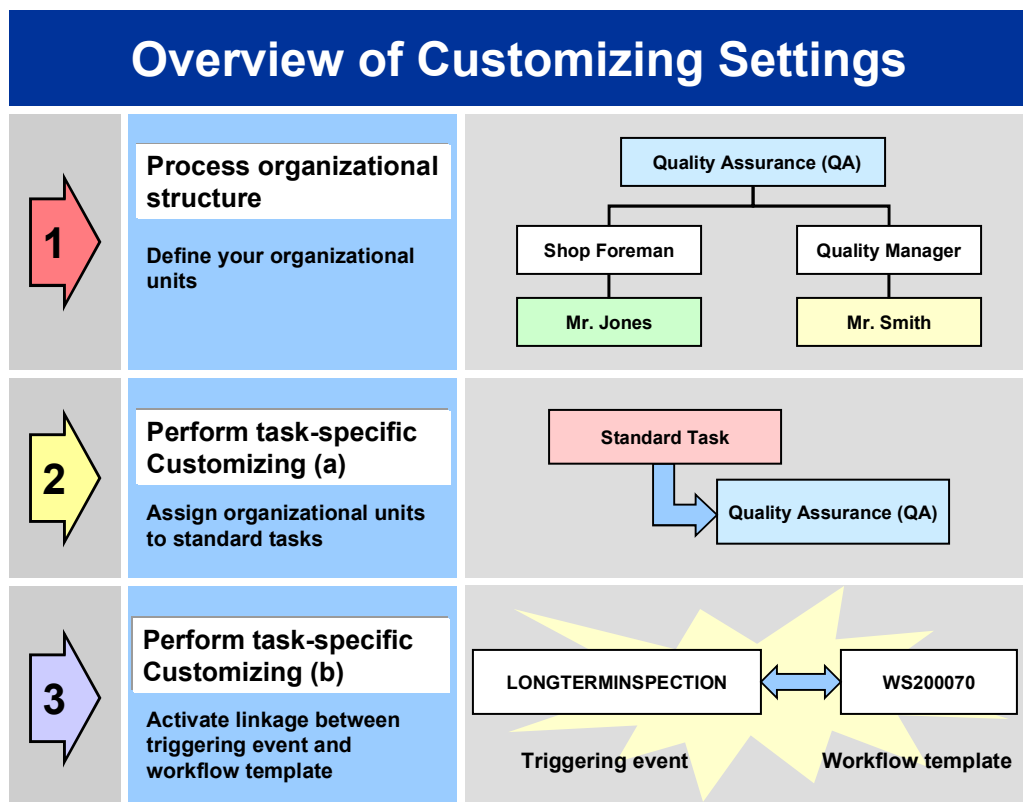 Overview of Customizing Settings
1
Process organizational
structure
Define your organizational
units
Quality Assurance (QA)
Shop Foreman
Quality Manager
Mr. Jones
Mr. Smith
2
Perform task-specific
Customizing (a)
Assign organizational units
to standard tasks
Standard Task
Quality Assurance (QA)
3
Perform task-specific
Customizing (b)
Activate linkage between
triggering event and
workflow template
LONGTERMINSPECTION
WS200070
Triggering event
Workflow template